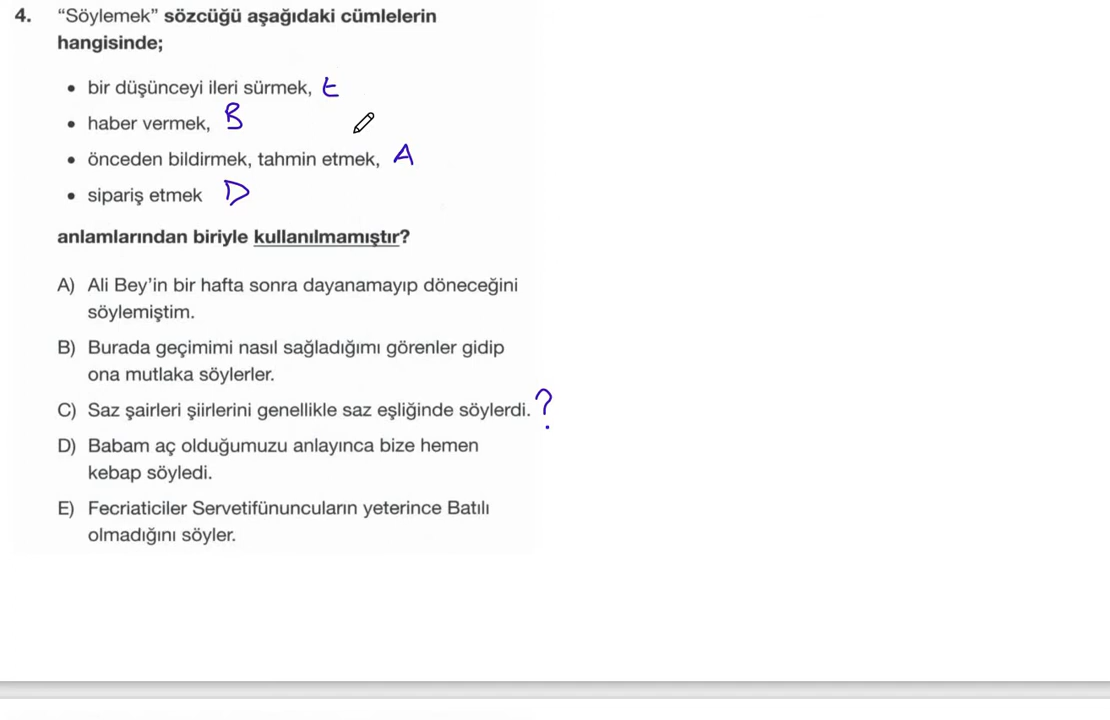 4. "Söylemek" sözcüğü aşağıdaki cümlelerin
hangisinde;
• bir düşünceyi ileri sürmek, E
• haber vermek, B
• önceden bildirmek, tahmin etmek, A
• sipariş etmek D
anlamlarından biriyle kullanılmamıştır?
A) Ali Bey'in bir hafta sonra dayanamayıp döneceğini
söylemiştim.
B) Burada geçimimi nasıl sağladığımı görenler gidip
ona mutlaka söylerler.
C) Saz şairleri şiirlerini genellikle saz eşliğinde söylerdi. ?
D) Babam aç olduğumuzu anlayınca bize hemen
kebap söyledi.
E) Fecriaticiler Servetifünuncuların yeterince Batılı
olmadığını söyler.